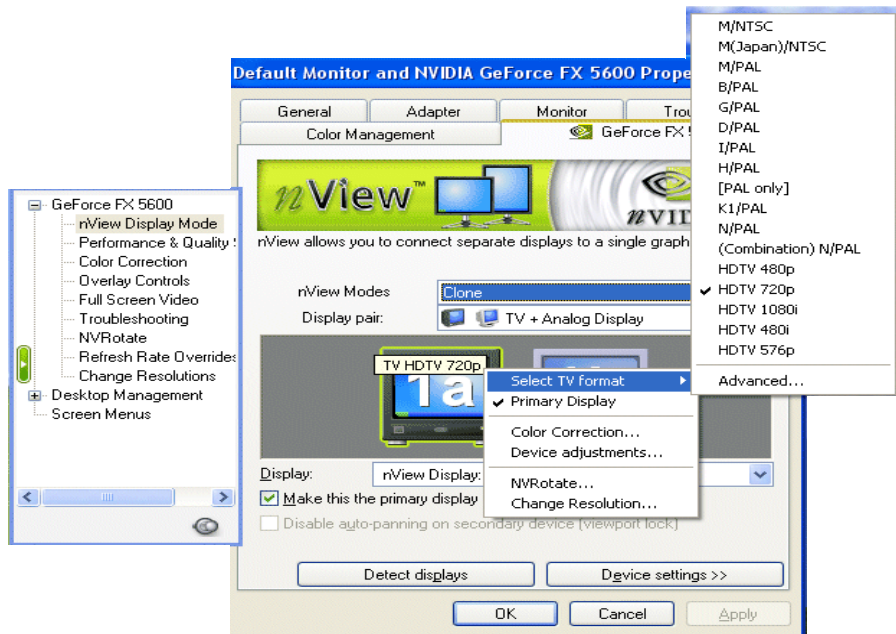 GeForce FX 5600
nView Display Mode
Performance & Quality
Color Correction
Overlay Controls
Full Screen Video
Troubleshooting
NVRotate
Refresh Rate Overrides
Change Resolutions
Desktop Management
Screen Menus
Default Monitor and NVIDIA GeForce FX 5600 Prope
General
Adapter
Monitor
Trou
Color Management
GeForce FX
nView™
nVID
nView allows you to connect separate displays to a single graph
nView Modes
Clone
Display pair:
TV + Analog Display
TV HDTV 720p
1a
Select TV format
Primary Display
Color Correction...
Device adjustments...
NVRotate...
Change Resolution...
Display:
nView Display:
Make this the primary display
Disable auto-panning on secondary device (viewport lock)
Detect displays
Device settings >>
OK
Cancel
Apply
M/NTSC
M(Japan)/NTSC
M/PAL
B/PAL
G/PAL
D/PAL
I/PAL
H/PAL
[PAL only]
K1/PAL
N/PAL
(Combination) N/PAL
HDTV 480p
HDTV 720p
HDTV 1080i
HDTV 480i
HDTV 576p
Advanced...